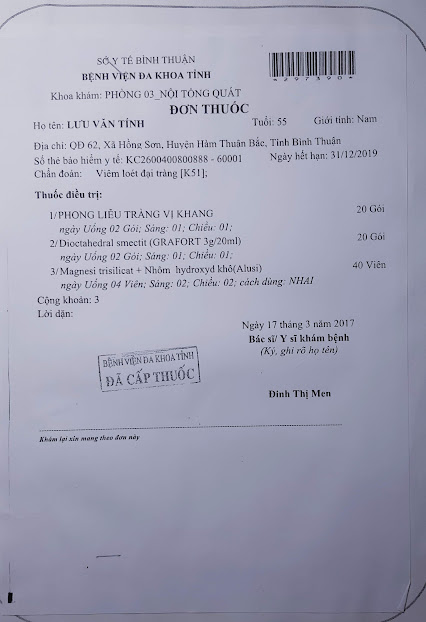 SỞ Y TẾ BÌNH THUẬN
BỆNH VIỆN ĐA KHOA TỈNH
*297390*
Khoa khám: PHÒNG 03_NỘI TỔNG QUÁT
ĐƠN THUỐC
Họ tên: LƯU VĂN TÍNH Tuổi: 55 Giới tính: Nam
Địa chỉ: QĐ 62, Xã Hồng Sơn, Huyện Hàm Thuận Bắc, Tỉnh Bình Thuận
Số thẻ bảo hiểm y tế: KC2600400800888 - 60001 Ngày hết hạn: 31/12/2019
Chẩn đoán: Viêm loét đại tràng [K51];
Thuốc điều trị:
1/ PHONG LIỄU TRÀNG VỊ KHANG 20 Gói
ngày Uống 02 Gói; Sáng: 01; Chiều: 01;
2/ Dioctahedral smectit (GRAFORT 3g/20ml) 20 Gói
ngày Uống 02 Gói; Sáng: 01; Chiều: 01;
3/ Magnesi trisilicat + Nhôm hydroxyd khô(Alusi) 40 Viên
ngày Uống 04 Viên; Sáng: 02; Chiều: 02; cách dùng: NHAI
Cộng khoản: 3
Lời dặn:
Ngày 17 tháng 3 năm 2017
Bác sĩ/ Y sĩ khám bệnh
(Ký, ghi rõ họ tên)
BỆNH VIỆN ĐA KHOA TỈNH
ĐÃ CẤP THUỐC
Đinh Thị Men
Khám lại xin mang theo đơn này